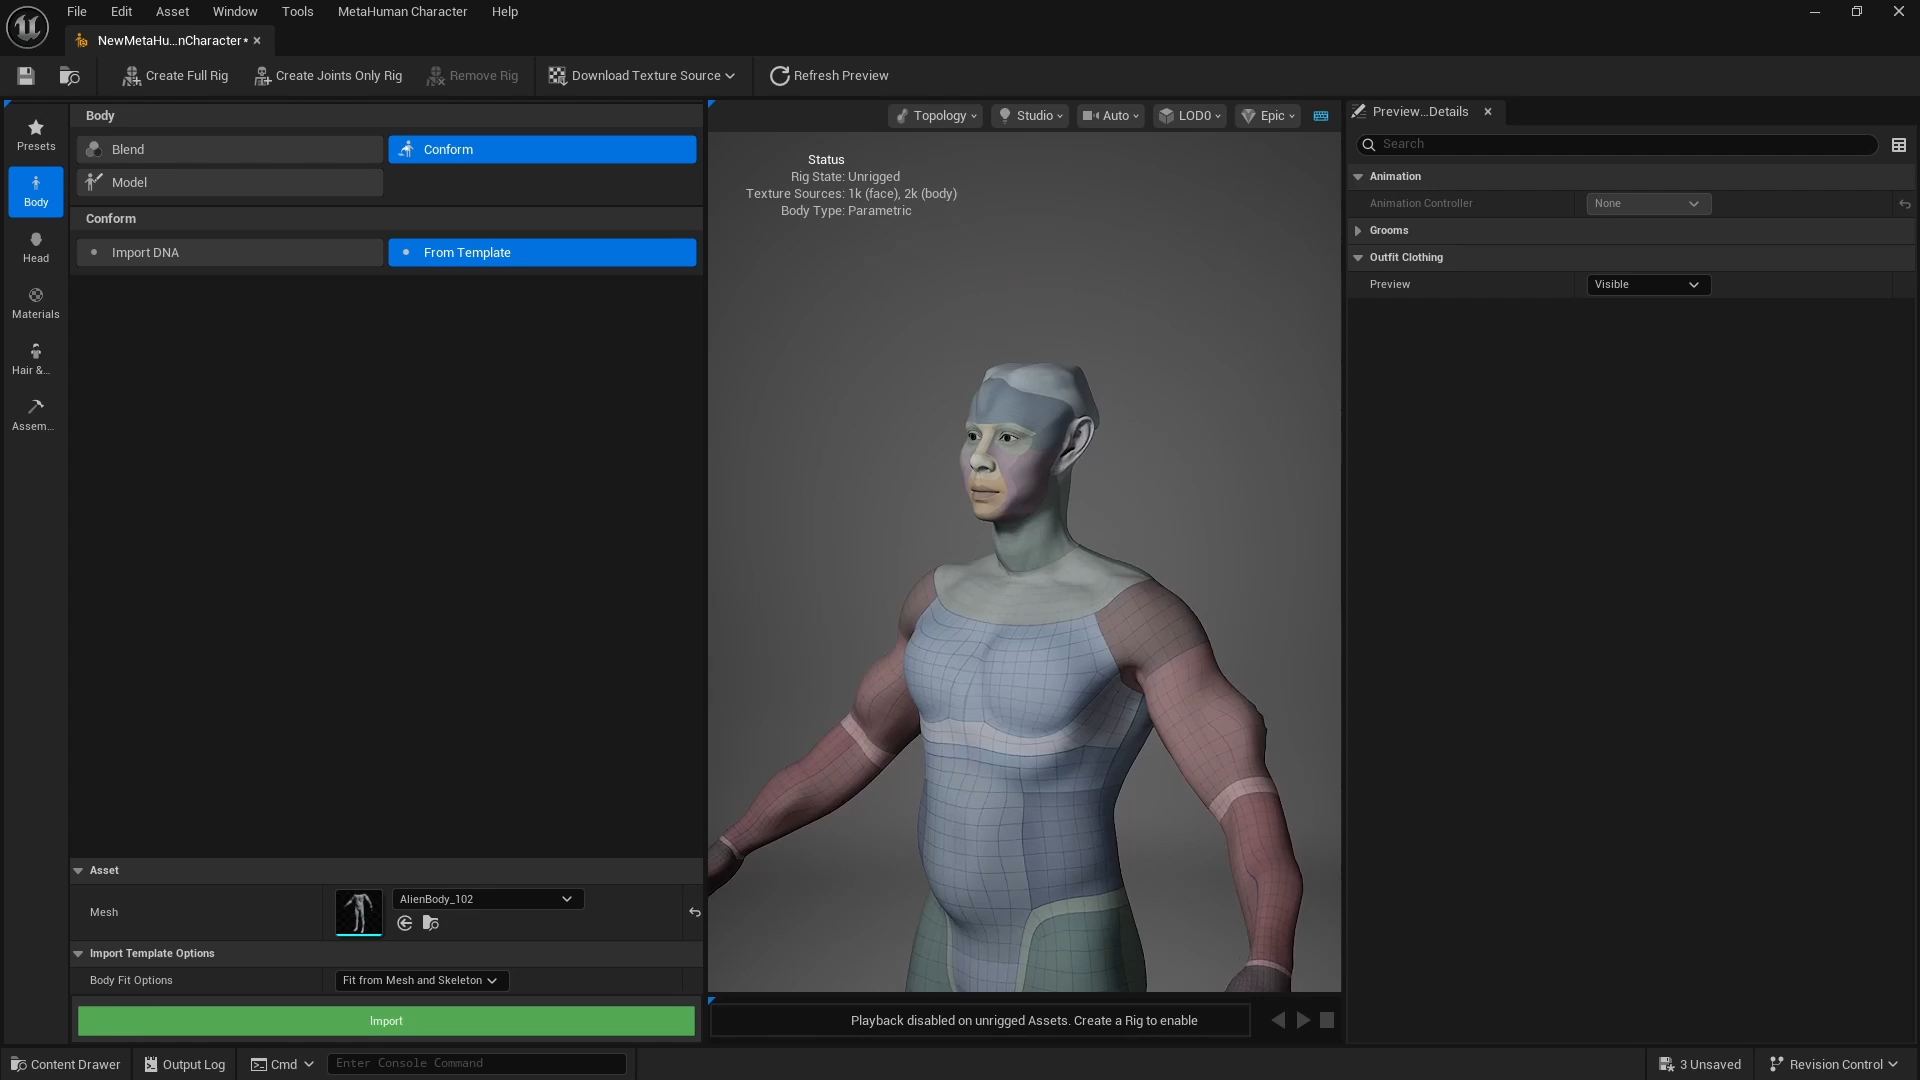 File Edit Asset Window Tools MetaHuman Character Help
NewMetaHu...nCharacter*
Create Full Rig Create Joints Only Rig Remove Rig Download Texture Source Refresh Preview
Presets
Body
Head
Materials
Hair &...
Assem...
Body
Blend
Conform
Model
Conform
Import DNA
From Template
Asset
Mesh
AlienBody_102
Import Template Options
Body Fit Options
Fit from Mesh and Skeleton
Import
Topology Studio Auto LOD0 Epic
Status
Rig State: Unrigged
Texture Sources: 1k (face), 2k (body)
Body Type: Parametric
Playback disabled on unrigged Assets. Create a Rig to enable
Preview...Details
Search
Animation
Animation Controller
None
Grooms
Outfit Clothing
Preview
Visible
Content Drawer Output Log Cmd Enter Console Command
3 Unsaved Revision Control